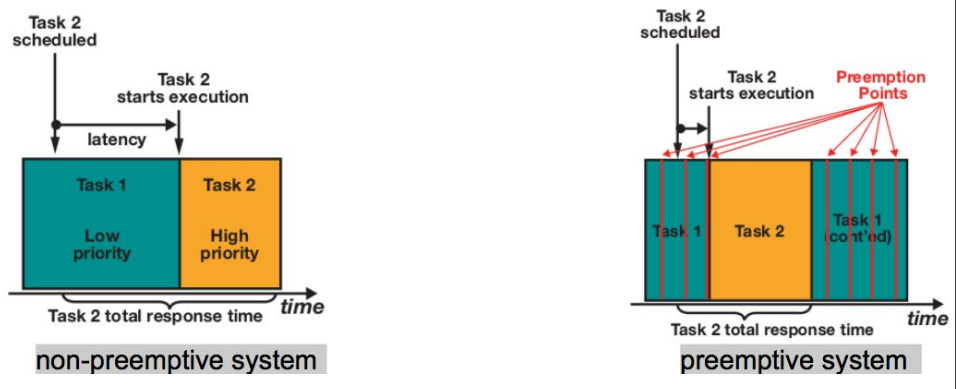 Task 2
scheduled
Task 2
starts execution
latency
Task 1
Low
priority
Task 2
High
priority
time
Task 2 total response time
non-preemptive system
Task 2
scheduled
Task 2
starts execution
Preemption
Points
Task 1
Task 2
Task 1
(cont'ed)
time
Task 2 total response time
preemptive system